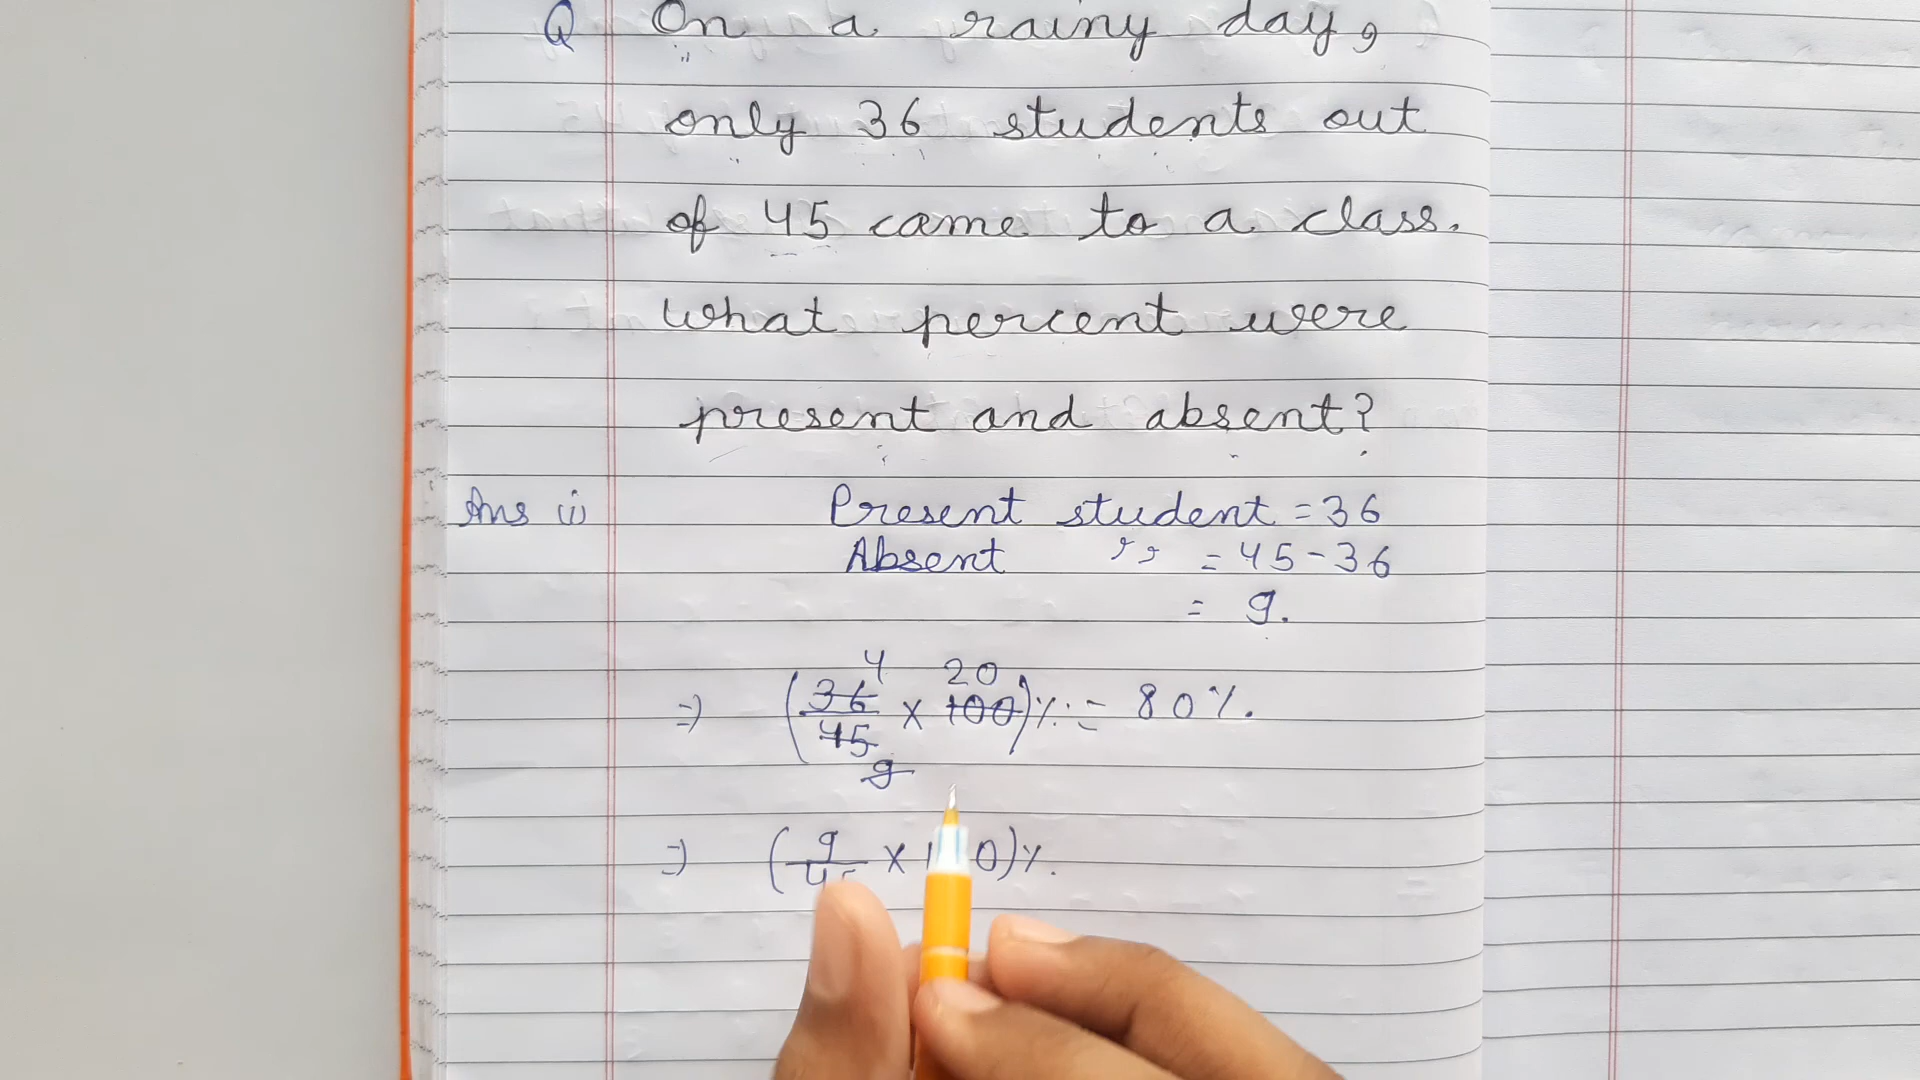 Q On a rainy day,
only 36 students out
of 45 came to a class.
What percent were
present and absent?
Ans (i) Present student = 36
Absent ,, = 45 - 36
= 9.
4 20
=) (36/45 × 100)% = 80%.
9
=) (9/45 × 100)%.